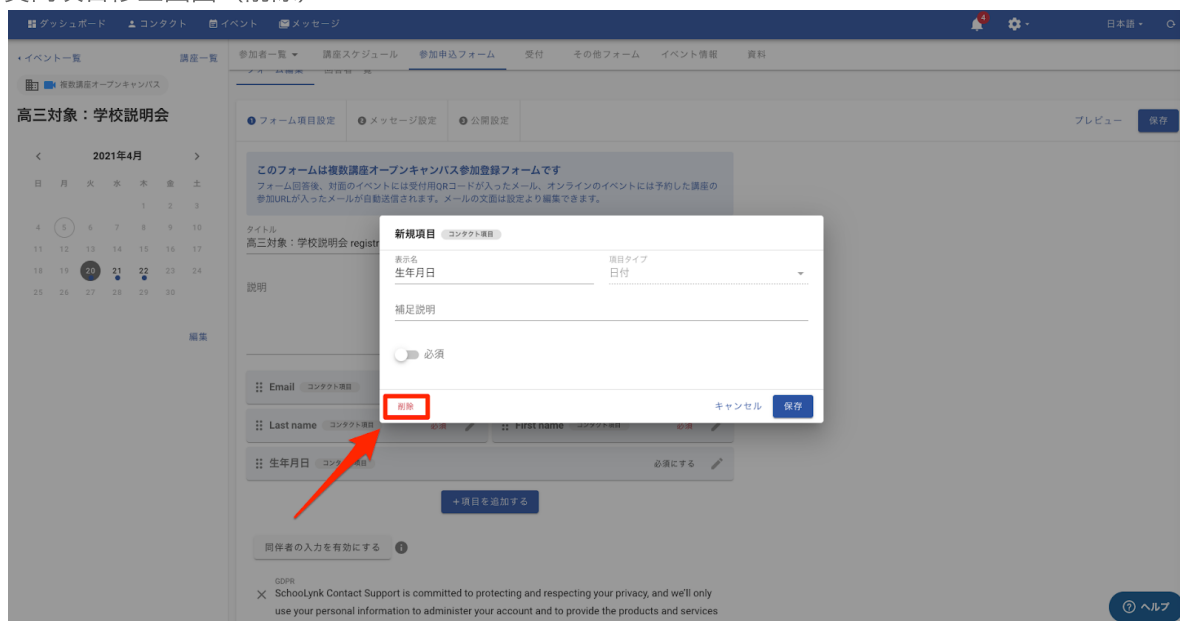 ダッシュボード コンタクト イベント メッセージ 4 日本語
イベント一覧 講座一覧
参加者一覧 講座スケジュール 参加申込フォーム 受付 その他フォーム イベント情報 資料
複数講座オープンキャンパス
高三対象：学校説明会
1 フォーム項目設定 2 メッセージ設定 3 公開設定 プレビュー 保存
2021年4月
日 月 火 水 木 金 土
1 2 3
4 5 6 7 8 9 10
11 12 13 14 15 16 17
18 19 20 21 22 23 24
25 26 27 28 29 30
編集
このフォームは複数講座オープンキャンパス参加登録フォームです
フォーム回答後、対面のイベントには受付用QRコードが入ったメール、オンラインのイベントには予約した講座の
参加URLが入ったメールが自動送信されます。メールの文面は設定より編集できます。
タイトル
高三対象：学校説明会 registr
説明
新規項目 コンタクト項目
表示名 項目タイプ
生年月日 日付
補足説明
必須
削除 キャンセル 保存
Email コンタクト項目
Last name コンタクト項目 必須 First name コンタクト項目 必須
生年月日 必須にする
+項目を追加する
同伴者の入力を有効にする
GDPR
SchooLynk Contact Support is committed to protecting and respecting your privacy, and we'll only
use your personal information to administer your account and to provide the products and services
ヘルプ